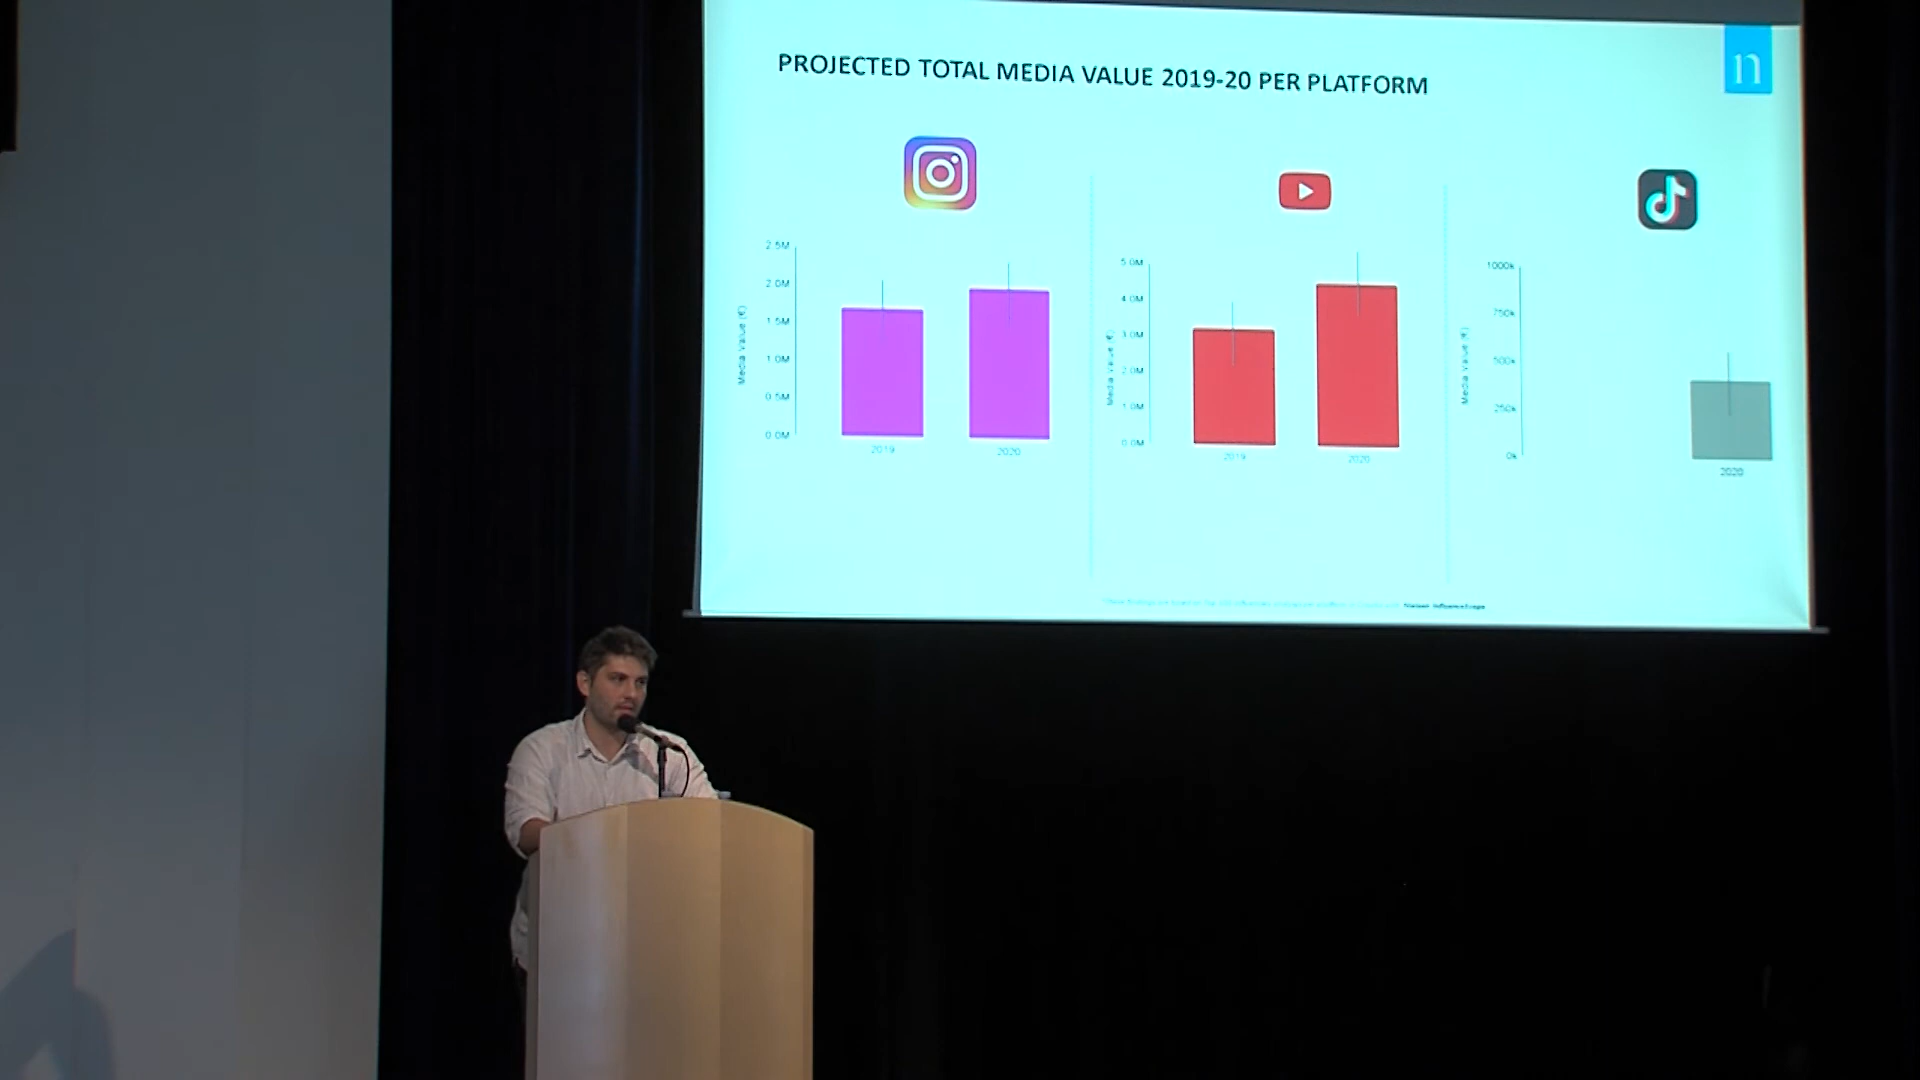 PROJECTED TOTAL MEDIA VALUE 2019-20 PER PLATFORM
n
2.5M
2.0M
1.5M
1.0M
0.5M
0.0M
Media Value (€)
2019
2020
5.0M
4.0M
3.0M
2.0M
1.0M
0.0M
Media Value (€)
2019
2020
1000k
750k
500k
250k
0k
Media Value (€)
2020